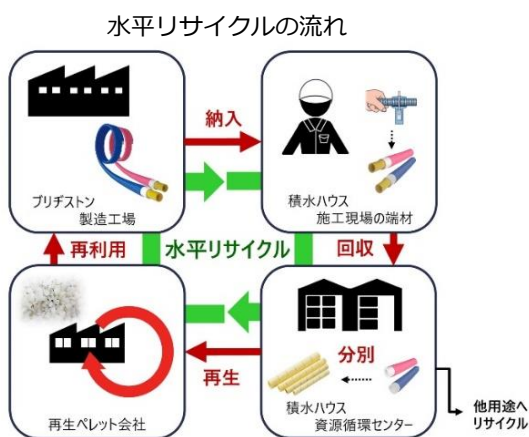 水平リサイクルの流れ
納入
ブリヂストン
製造工場
積水ハウス
施工現場の端材
再利用
水平リサイクル
回収
分別
再生
再生ペレット会社
積水ハウス
資源循環センター
他用途へ
リサイクル